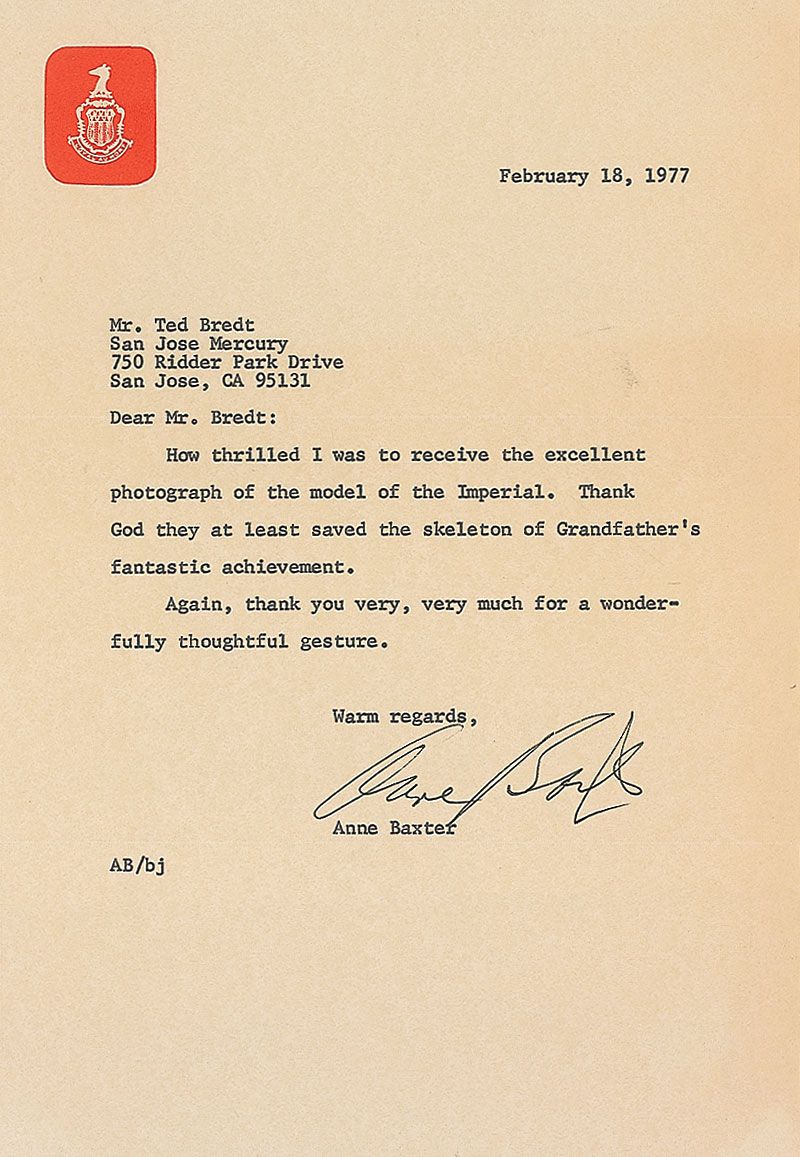 February 18, 1977
Mr. Ted Bredt
San Jose Mercury
750 Ridder Park Drive
San Jose, CA 95131
Dear Mr. Bredt:
How thrilled I was to receive the excellent
photograph of the model of the Imperial. Thank
God they at least saved the skeleton of Grandfather's
fantastic achievement.
Again, thank you very, very much for a wonder-
fully thoughtful gesture.
Warm regards,
Anne Baxter
Anne Baxter
AB/bj